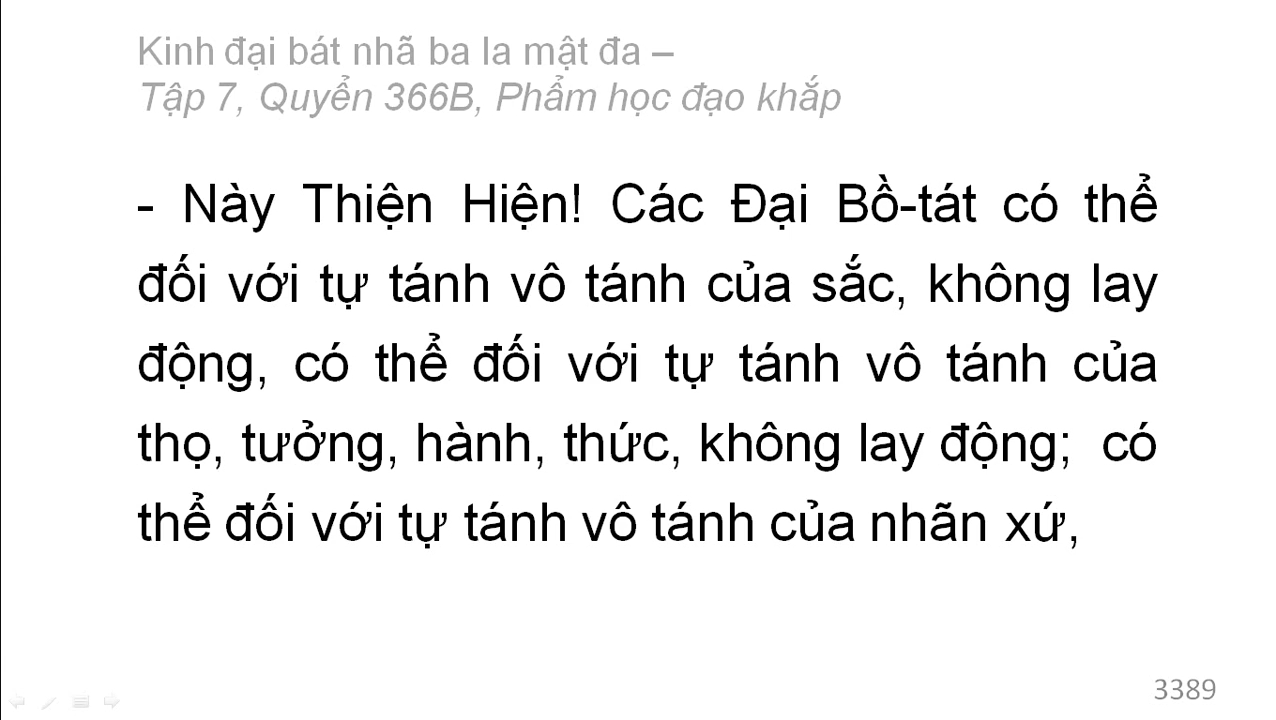 Kinh đại bát nhã ba la mật đa –
Tập 7, Quyển 366B, Phẩm học đạo khắp
- Này Thiện Hiện! Các Đại Bồ-tát có thể
đối với tự tánh vô tánh của sắc, không lay
động, có thể đối với tự tánh vô tánh của
thọ, tưởng, hành, thức, không lay động;  có
thể đối với tự tánh vô tánh của nhãn xứ,
3389